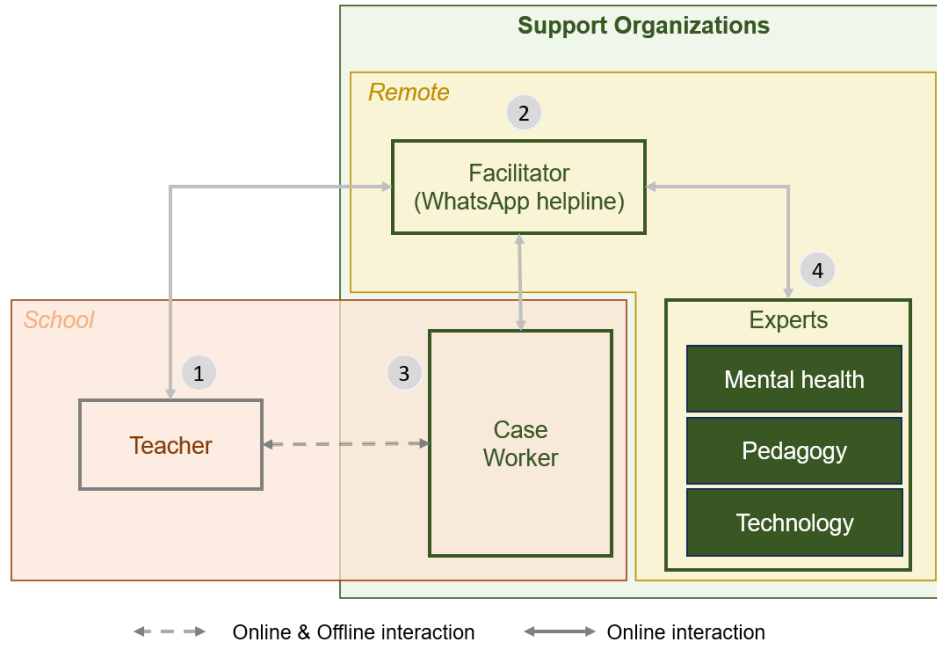 Support Organizations
Remote
2
Facilitator
(WhatsApp helpline)
4
School
Experts
1
3
Mental health
Teacher
Case
Worker
Pedagogy
Technology
Online & Offline interaction
Online interaction